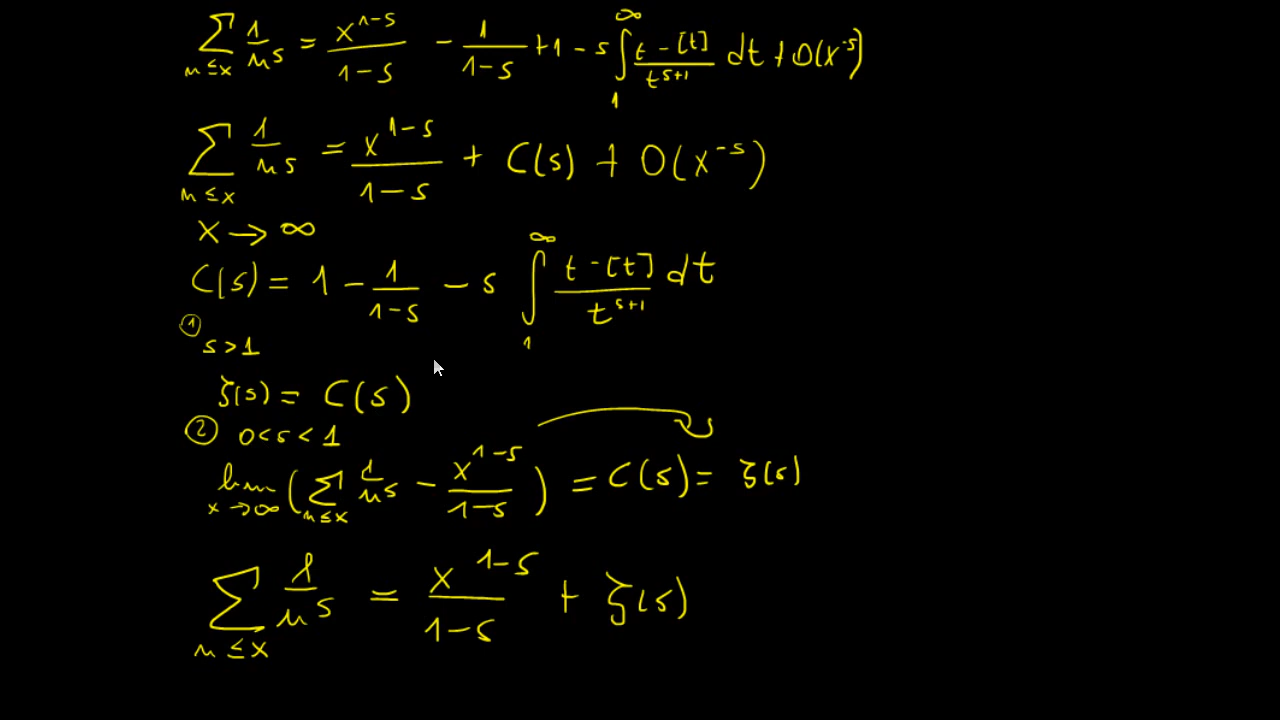 ∑_{n≤x} 1/n^s = x^{1-s}/(1-s) - 1/(1-s) + 1 - s ∫_1^∞ (t-[t])/t^{s+1} dt + O(x^{-s})
∑_{n≤x} 1/n^s = x^{1-s}/(1-s) + C(s) + O(x^{-s})
x → ∞
C(s) = 1 - 1/(1-s) - s ∫_1^∞ (t-[t])/t^{s+1} dt
① s>1
ζ(s) = C(s)
② 0<s<1
lim_{x→∞} (∑_{n≤x} 1/n^s - x^{1-s}/(1-s)) = C(s) = ζ(s)
∑_{n≤x} 1/n^s = x^{1-s}/(1-s) + ζ(s)